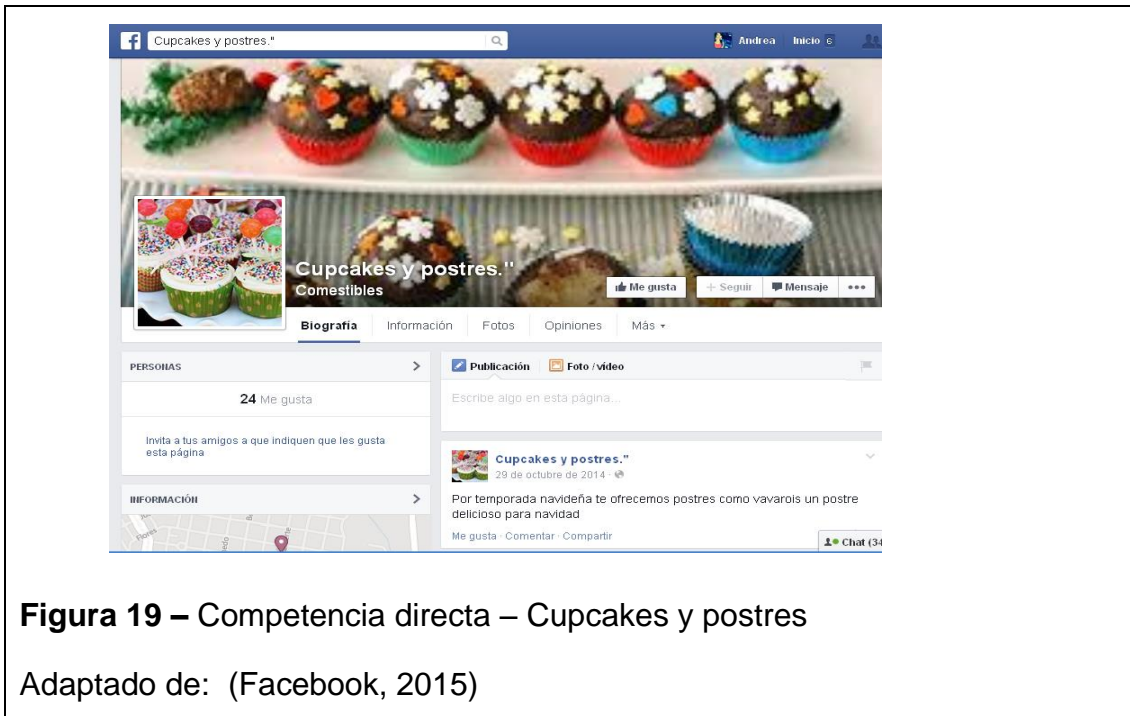 Cupcakes y postres."
Andrea Inicio 6
Cupcakes y postres."
Comestibles
Me gusta + Seguir Mensaje •••
Biografía Información Fotos Opiniones Más
PERSONAS
24 Me gusta
Invita a tus amigos a que indiquen que les gusta
esta página
INFORMACIÓN
Flores
Publicación Foto / vídeo
Escribe algo en esta página...
Cupcakes y postres."
29 de octubre de 2014 ·
Por temporada navideña te ofrecemos postres como vavarois un postre
delicioso para navidad
Me gusta · Comentar · Compartir
Chat (34
Figura 19 – Competencia directa – Cupcakes y postres
Adaptado de: (Facebook, 2015)